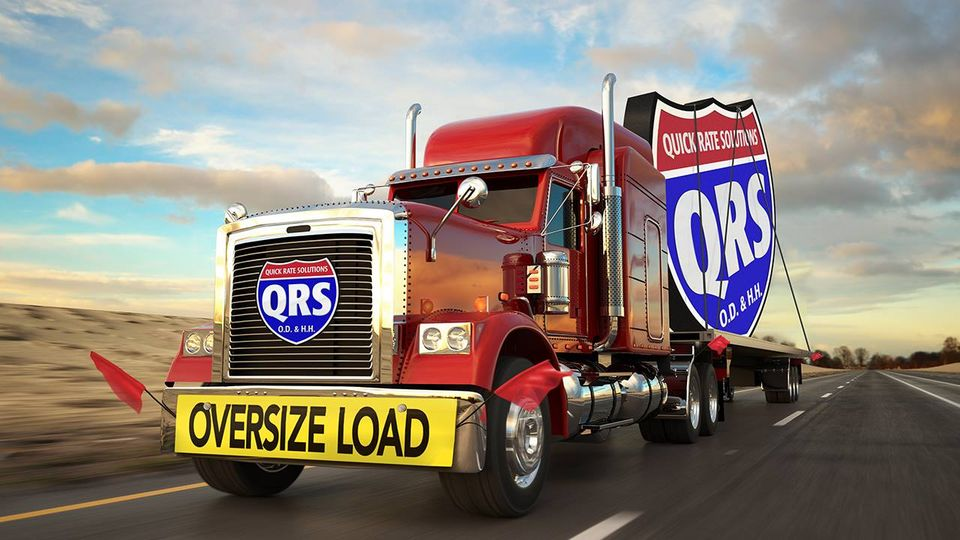 QUICK RATE SOLUTIONS
QRS
O.D. & H.H.
OVERSIZE LOAD
QUICK RATE SOLUTIONS
QRS
O.D. & H.H.